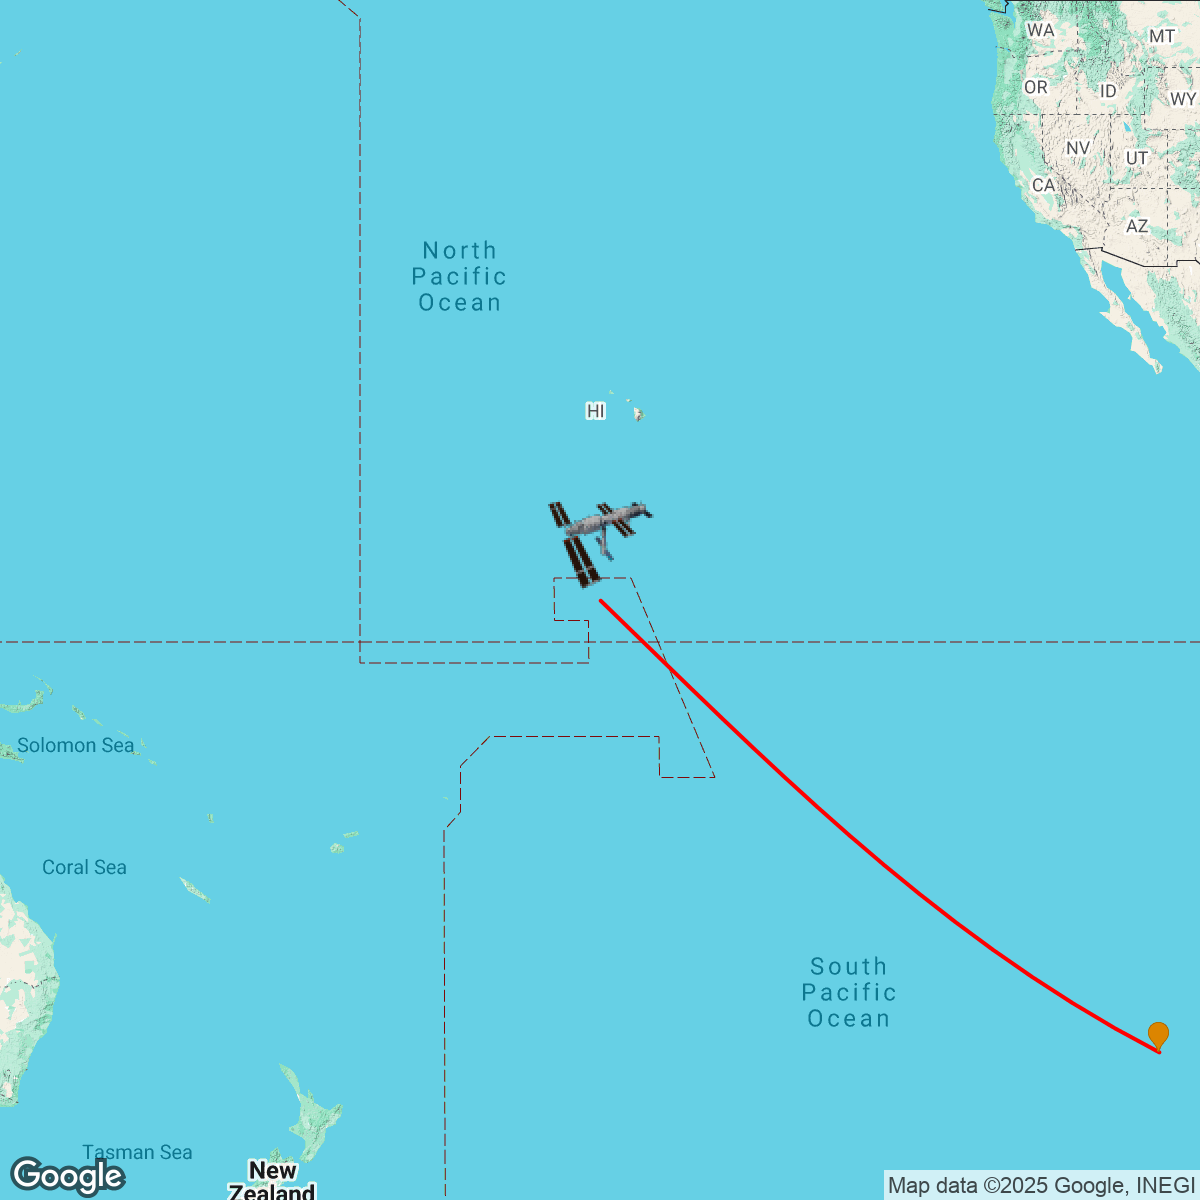 WA
MT
OR
ID
WY
NV
UT
CA
AZ
North
Pacific
Ocean
HI
Solomon Sea
Coral Sea
South
Pacific
Ocean
Tasman Sea
New
Zealand
Google
Map data ©2025 Google, INEGI